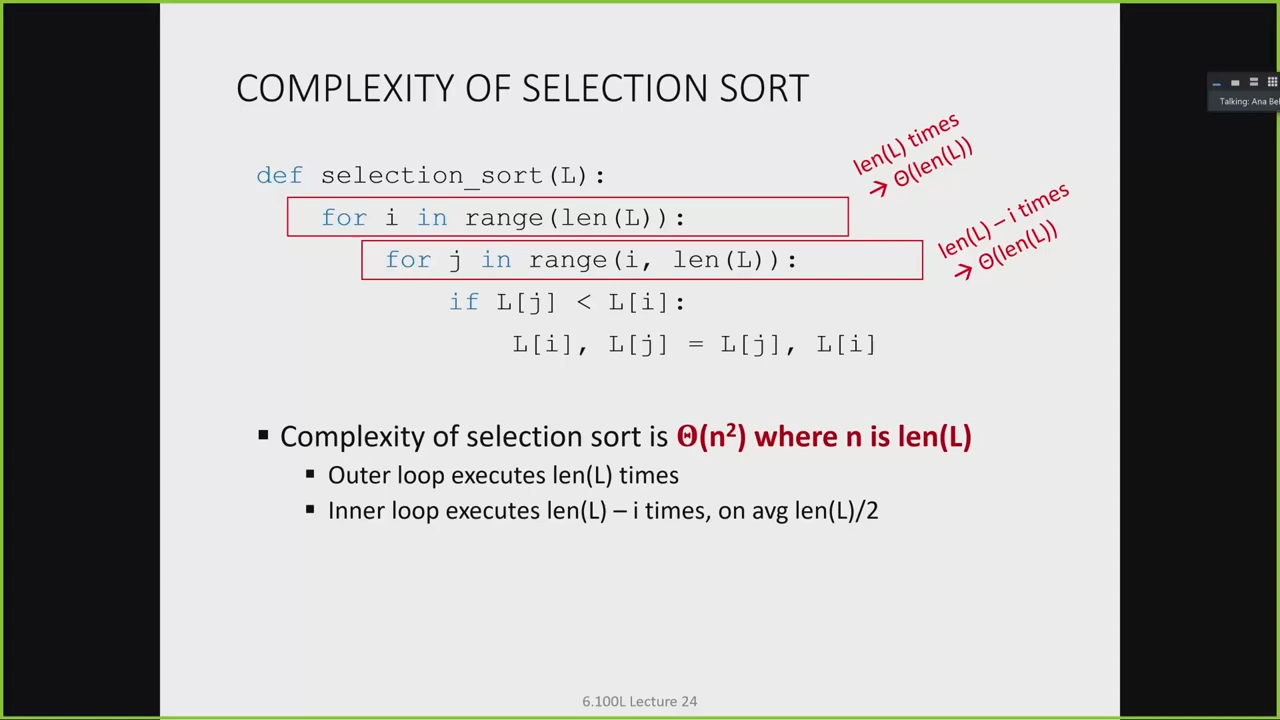 COMPLEXITY OF SELECTION SORT
def selection_sort(L):
for i in range(len(L)):
for j in range(i, len(L)):
if L[j] < L[i]:
L[i], L[j] = L[j], L[i]
len(L) times
→ Θ(len(L))
len(L) – i times
→ Θ(len(L))
▪ Complexity of selection sort is Θ(n²) where n is len(L)
▪ Outer loop executes len(L) times
▪ Inner loop executes len(L) – i times, on avg len(L)/2
6.100L Lecture 24
Talking: Ana